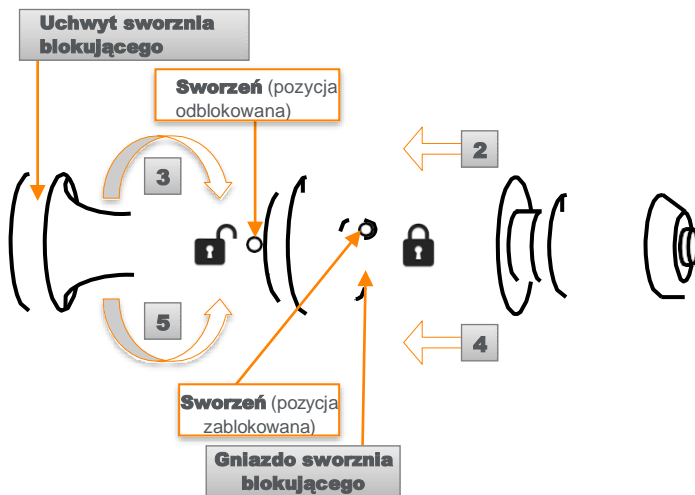 Uchwyt sworznia
blokującego
Sworzeń (pozycja
odblokowana)
2
3
5
4
Sworzeń (pozycja
zablokowana)
Gniazdo sworznia
blokującego